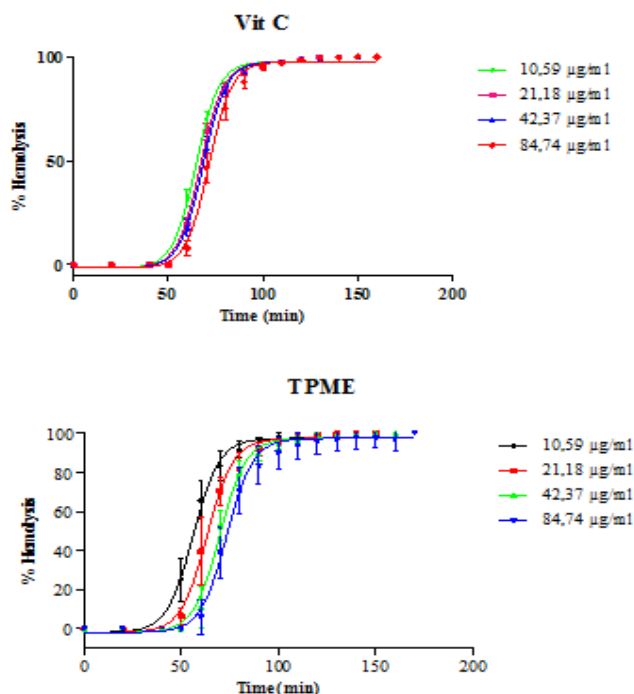 Vit C
100
50
0
% Hemolysis
0 50 100 150 200
Time (min)
10,59 µg/ml
21,18 µg/ml
42,37 µg/ml
84,74 µg/ml
TPME
100
80
60
40
20
0
% Hemolysis
0 50 100 150 200
Time (min)
10,59 µg/ml
21,18 µg/ml
42,37 µg/ml
84,74 µg/ml